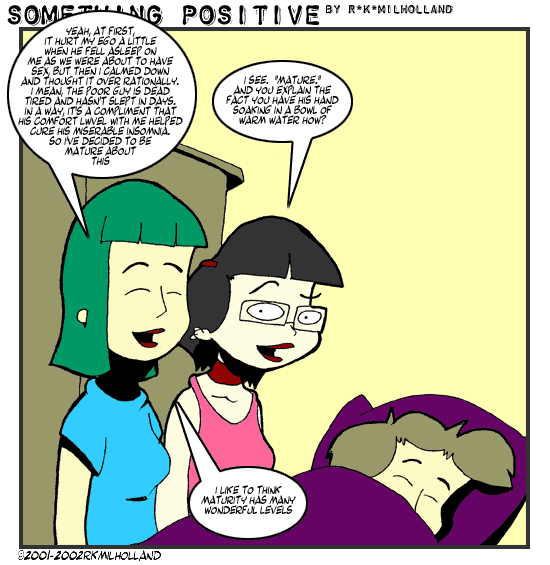 SOMETHING POSITIVE BY R*K*MILHOLLAND
YEAH, AT FIRST,
IT HURT MY EGO A LITTLE
WHEN HE FELL ASLEEP ON
ME AS WE WERE ABOUT TO HAVE
SEX, BUT THEN I CALMED DOWN
AND THOUGHT IT OVER RATIONALLY.
I MEAN, THE POOR GUY IS DEAD
TIRED AND HASN'T SLEPT IN DAYS.
IN A WAY, IT'S A COMPLIMENT THAT
HIS COMFORT LWVEL WITH ME HELPED
CURE HIS MISERABLE INSOMNIA.
SO I'VE DECIDED TO BE
MATURE ABOUT
THIS
I SEE. "MATURE."
AND YOU EXPLAIN THE
FACT YOU HAVE HIS HAND
SOAKING IN A BOWL OF
WARM WATER HOW?
I LIKE TO THINK
MATURITY HAS MANY
WONDERFUL LEVELS
©2001-2002RKMILHOLLAND